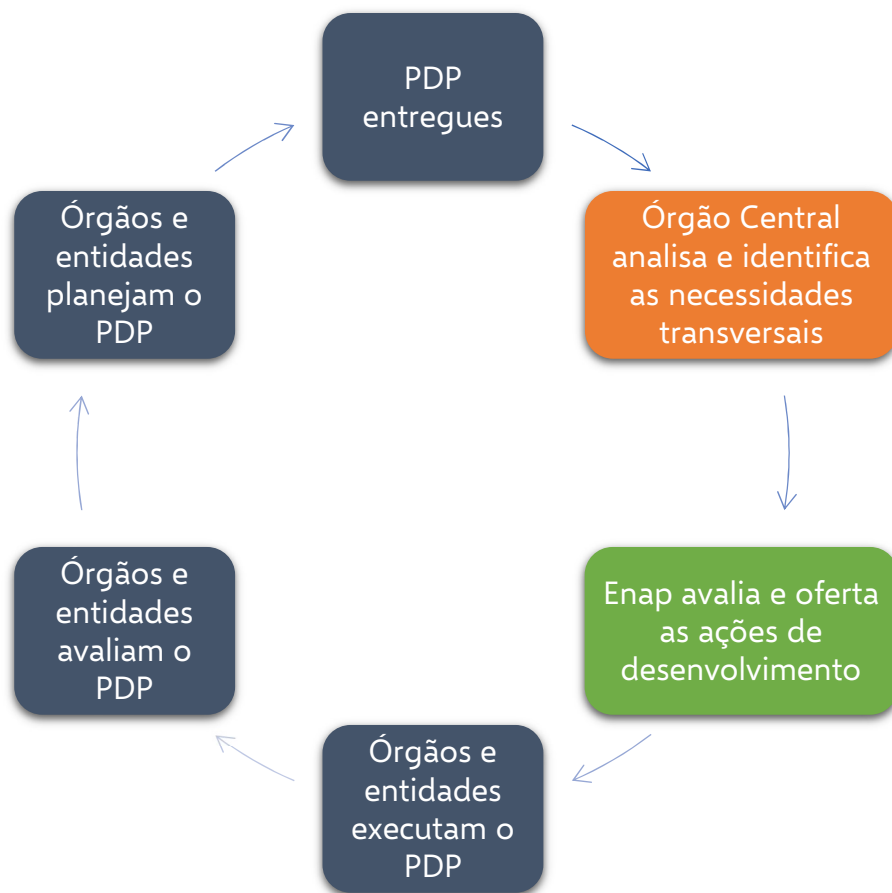 PDP
entregues
Órgão Central
analisa e identifica
as necessidades
transversais
Enap avalia e oferta
as ações de
desenvolvimento
Órgãos e
entidades
executam o
PDP
Órgãos e
entidades
avaliam o
PDP
Órgãos e
entidades
planejam o
PDP